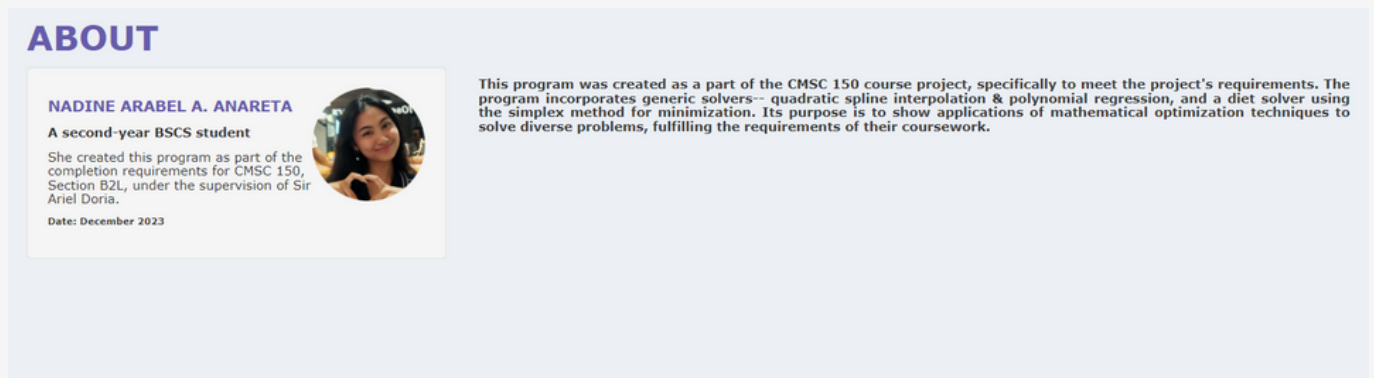 ABOUT
NADINE ARABEL A. ANARETA
A second-year BSCS student
She created this program as part of the
completion requirements for CMSC 150,
Section B2L, under the supervision of Sir
Ariel Doria.
Date: December 2023
This program was created as a part of the CMSC 150 course project, specifically to meet the project's requirements. The
program incorporates generic solvers-- quadratic spline interpolation & polynomial regression, and a diet solver using
the simplex method for minimization. Its purpose is to show applications of mathematical optimization techniques to
solve diverse problems, fulfilling the requirements of their coursework.